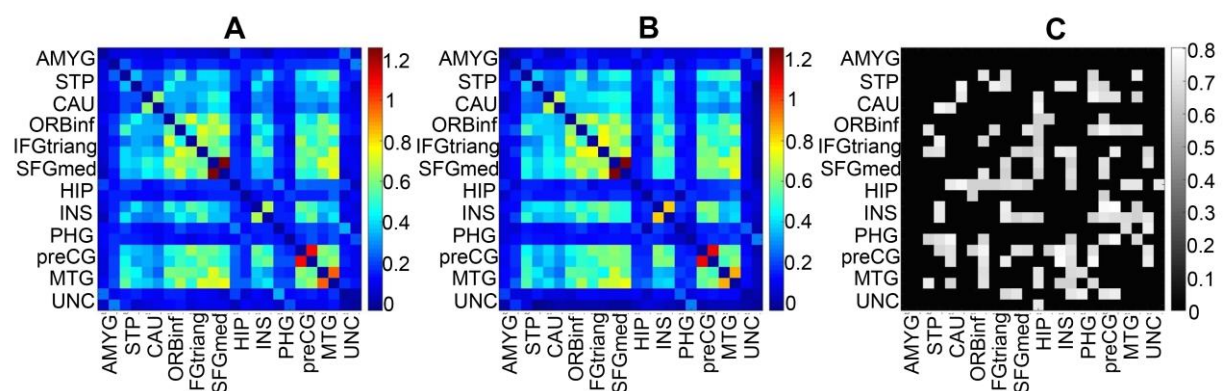 A
B
C
AMYG
STP
CAU
ORBinf
IFGtriang
SFGmed
HIP
INS
PHG
preCG
MTG
UNC
AMYG
STP
CAU
ORBinf
FGtriang
SFGmed
HIP
INS
PHG
preCG
MTG
UNC
1.2
1
0.8
0.6
0.4
0.2
0
AMYG
STP
CAU
ORBinf
IFGtriang
SFGmed
HIP
INS
PHG
preCG
MTG
UNC
AMYG
STP
CAU
ORBinf
FGtriang
SFGmed
HIP
INS
PHG
preCG
MTG
UNC
1.2
1
0.8
0.6
0.4
0.2
0
AMYG
STP
CAU
ORBinf
IFGtriang
SFGmed
HIP
INS
PHG
preCG
MTG
UNC
AMYG
STP
CAU
ORBinf
FGtriang
SFGmed
HIP
INS
PHG
preCG
MTG
UNC
0.8
0.7
0.6
0.5
0.4
0.3
0.2
0.1
0